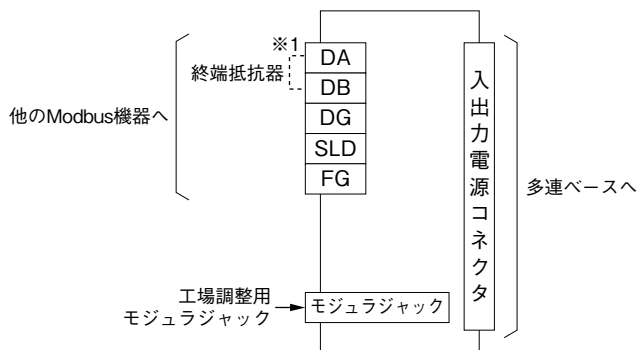 ※1
終端抵抗器
DA
DB
DG
SLD
FG
他のModbus機器へ
入出力電源コネクタ
多連ベースへ
工場調整用
モジュラジャック
モジュラジャック